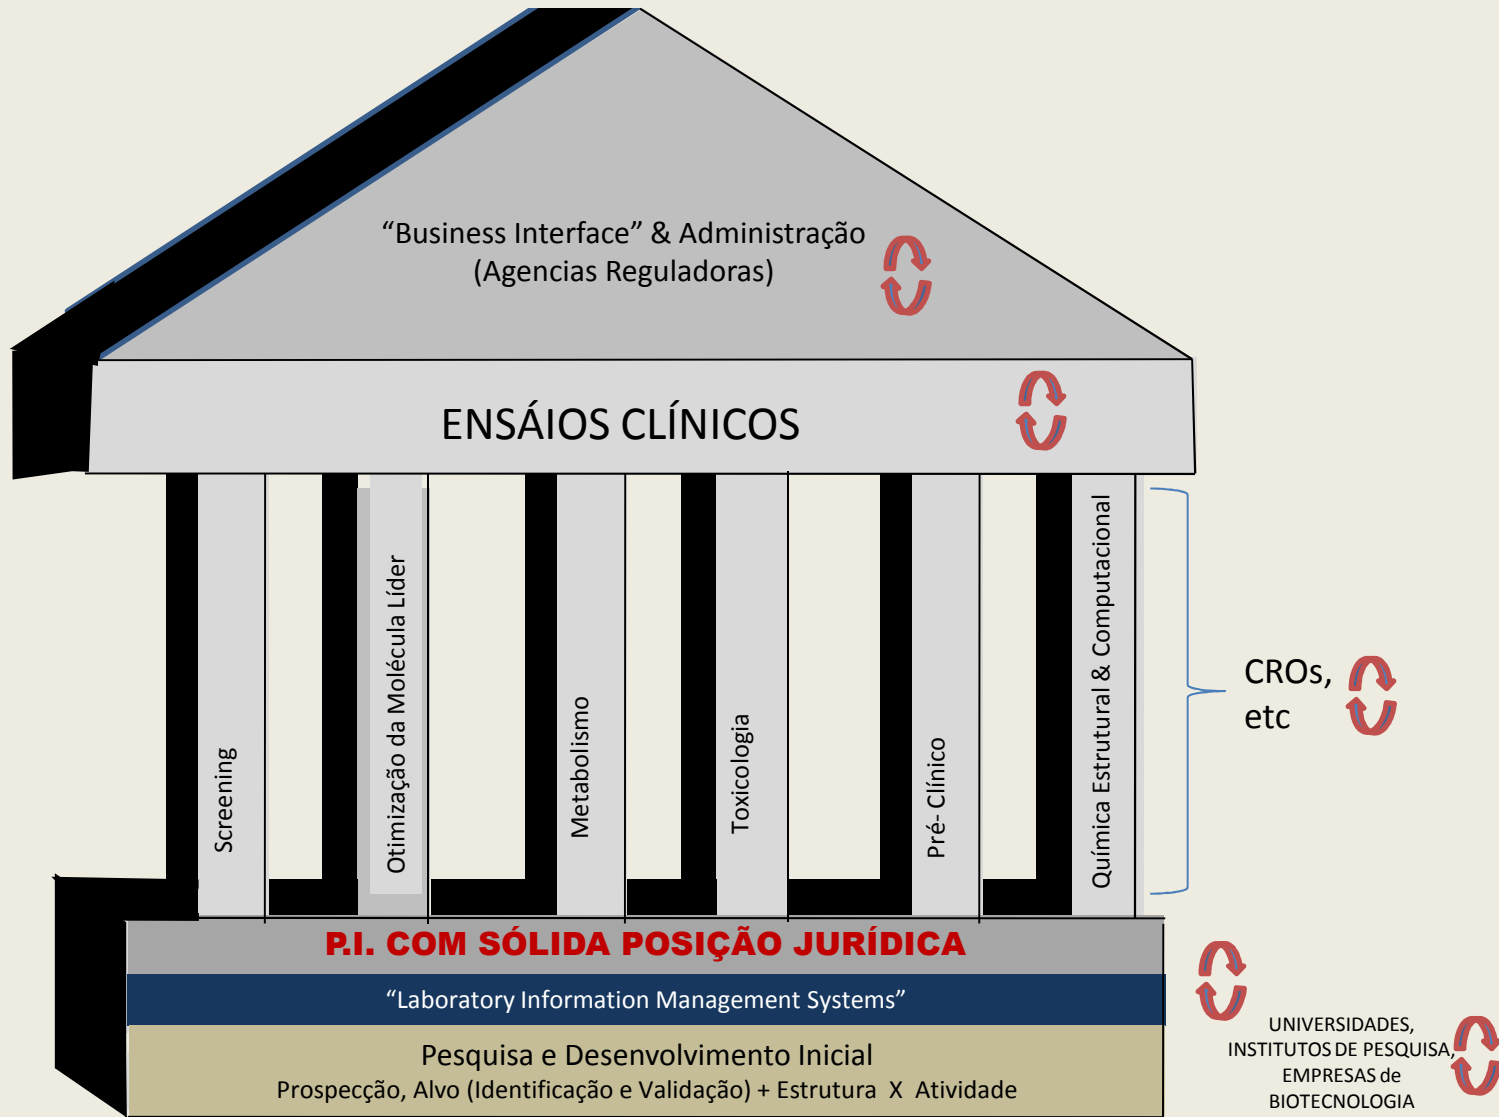 “Business Interface” & Administração
(Agencias Reguladoras)
ENSÁIOS CLÍNICOS
Screening
Otimização da Molécula Líder
Metabolismo
Toxicologia
Pré- Clínico
Química Estrutural & Computacional
CROs,
etc
P.I. COM SÓLIDA POSIÇÃO JURÍDICA
“Laboratory Information Management Systems”
Pesquisa e Desenvolvimento Inicial
Prospecção, Alvo (Identificação e Validação) + Estrutura X Atividade
UNIVERSIDADES,
INSTITUTOS DE PESQUISA,
EMPRESAS de
BIOTECNOLOGIA